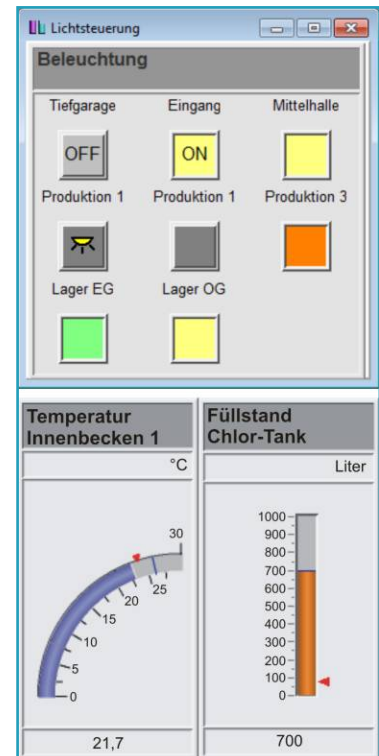 Lichtsteuerung
Beleuchtung
Tiefgarage Eingang Mittelhalle
OFF ON
Produktion 1 Produktion 1 Produktion 3
Lager EG Lager OG
Temperatur
Innenbecken 1
°C
30
25
20
15
10
5
0
21,7
Füllstand
Chlor-Tank
Liter
1000
900
800
700
600
500
400
300
200
100
0
700